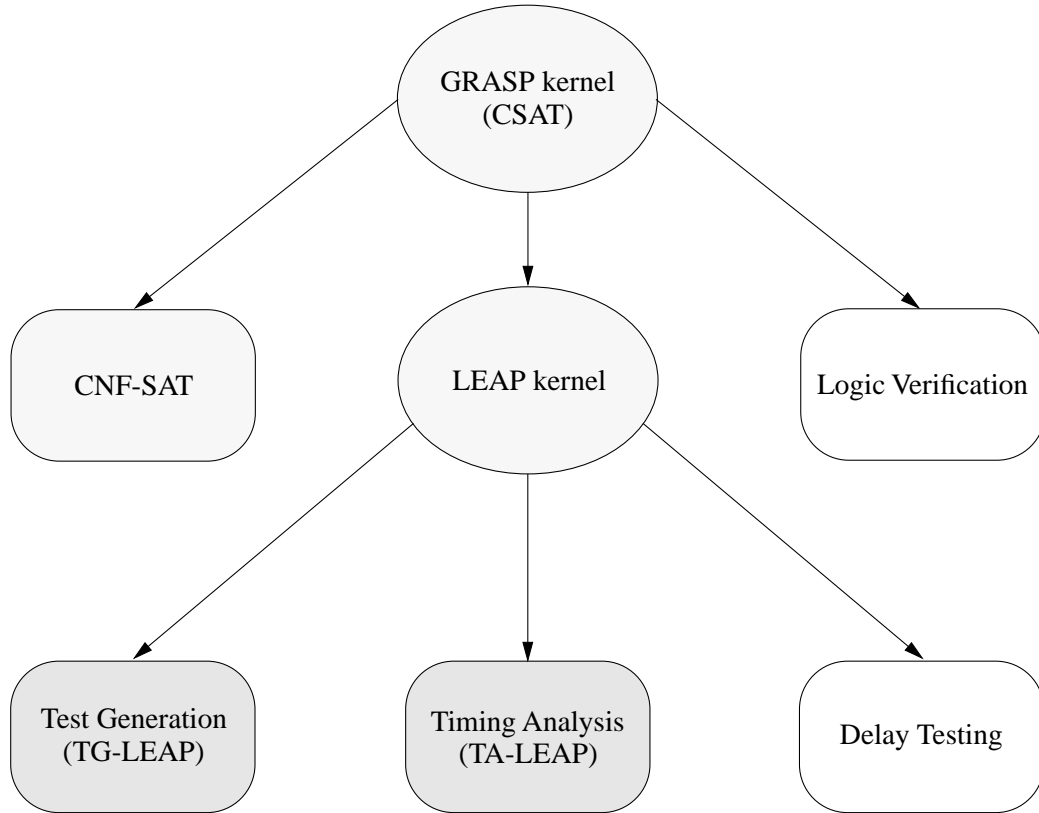 GRASP kernel
(CSAT)
CNF-SAT
LEAP kernel
Logic Verification
Test Generation
(TG-LEAP)
Timing Analysis
(TA-LEAP)
Delay Testing